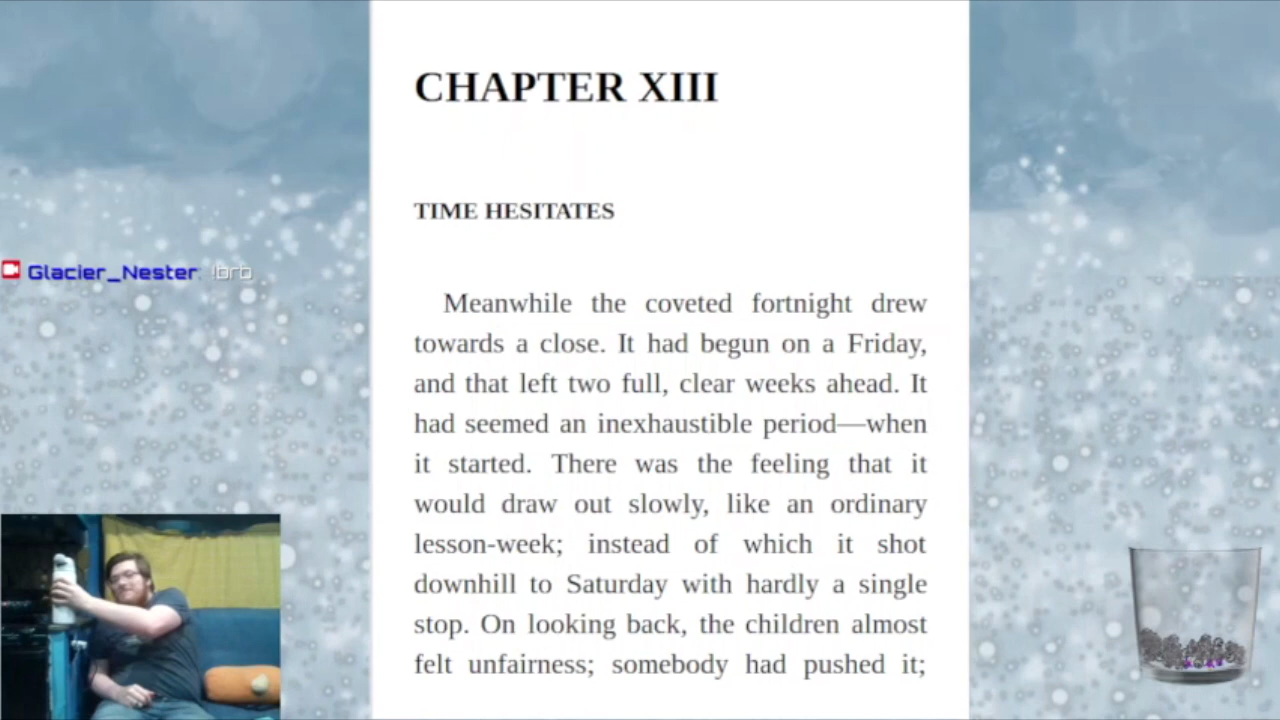 CHAPTER XIII
TIME HESITATES
Glacier_Nester: !brb
Meanwhile the coveted fortnight drew
towards a close. It had begun on a Friday,
and that left two full, clear weeks ahead. It
had seemed an inexhaustible period—when
it started. There was the feeling that it
would draw out slowly, like an ordinary
lesson-week; instead of which it shot
downhill to Saturday with hardly a single
stop. On looking back, the children almost
felt unfairness; somebody had pushed it;